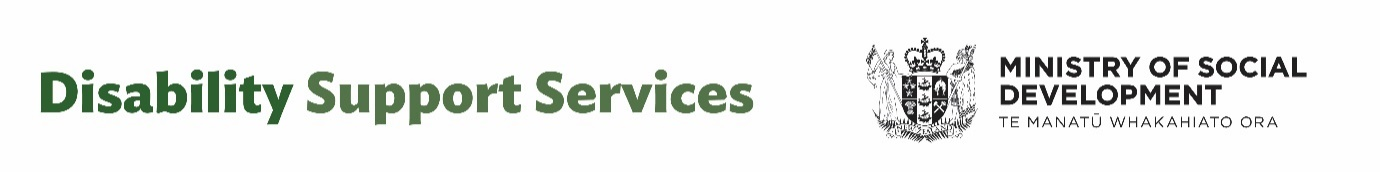 Disability Support Services
MINISTRY OF SOCIAL
DEVELOPMENT
TE MANATŪ WHAKAHIATO ORA